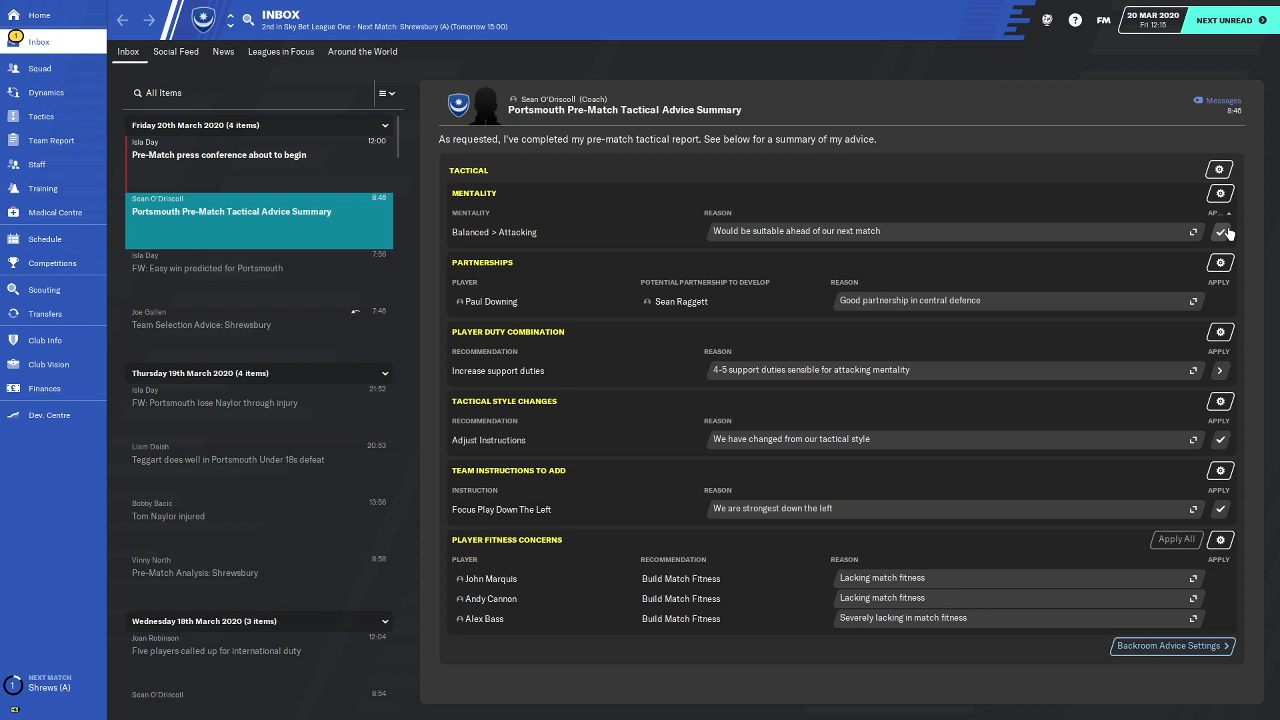 Home
INBOX
2nd in Sky Bet League One - Next Match: Shrewsbury (A) (Tomorrow 15:00)
?
FM
20 MAR 2020
Fri 12:15
NEXT UNREAD
1
Inbox
Squad
Dynamics
Tactics
Team Report
Staff
Training
Medical Centre
Schedule
Competitions
Scouting
Transfers
Club Info
Club Vision
Finances
Dev. Centre
1
NEXT MATCH
Shrews (A)
Inbox
Social Feed
News
Leagues in Focus
Around the World
All Items
Friday 20th March 2020 (4 items)
Isla Day
12:00
Pre-Match press conference about to begin
Sean O'Driscoll
8:46
Portsmouth Pre-Match Tactical Advice Summary
Isla Day
7:56
FW: Easy win predicted for Portsmouth
Joe Gallen
7:46
Team Selection Advice: Shrewsbury
Thursday 19th March 2020 (4 items)
Isla Day
21:52
FW: Portsmouth lose Naylor through injury
Liam Daish
20:53
Teggart does well in Portsmouth Under 18s defeat
Bobby Bacic
13:56
Tom Naylor injured
Vinny North
8:58
Pre-Match Analysis: Shrewsbury
Wednesday 18th March 2020 (3 items)
Joan Robinson
12:04
Five players called up for international duty
Sean O'Driscoll
8:54
Sean O'Driscoll (Coach)
Portsmouth Pre-Match Tactical Advice Summary
Messages
8:46
As requested, I've completed my pre-match tactical report. See below for a summary of my advice.
TACTICAL
MENTALITY
MENTALITY REASON AP...
Balanced > Attacking Would be suitable ahead of our next match
PARTNERSHIPS
PLAYER POTENTIAL PARTNERSHIP TO DEVELOP REASON APPLY
Paul Downing Sean Raggett Good partnership in central defence
PLAYER DUTY COMBINATION
RECOMMENDATION REASON APPLY
Increase support duties 4-5 support duties sensible for attacking mentality
TACTICAL STYLE CHANGES
RECOMMENDATION REASON APPLY
Adjust Instructions We have changed from our tactical style
TEAM INSTRUCTIONS TO ADD
INSTRUCTION REASON APPLY
Focus Play Down The Left We are strongest down the left
PLAYER FITNESS CONCERNS Apply All
PLAYER RECOMMENDATION REASON APPLY
John Marquis Build Match Fitness Lacking match fitness
Andy Cannon Build Match Fitness Lacking match fitness
Alex Bass Build Match Fitness Severely lacking in match fitness
Backroom Advice Settings